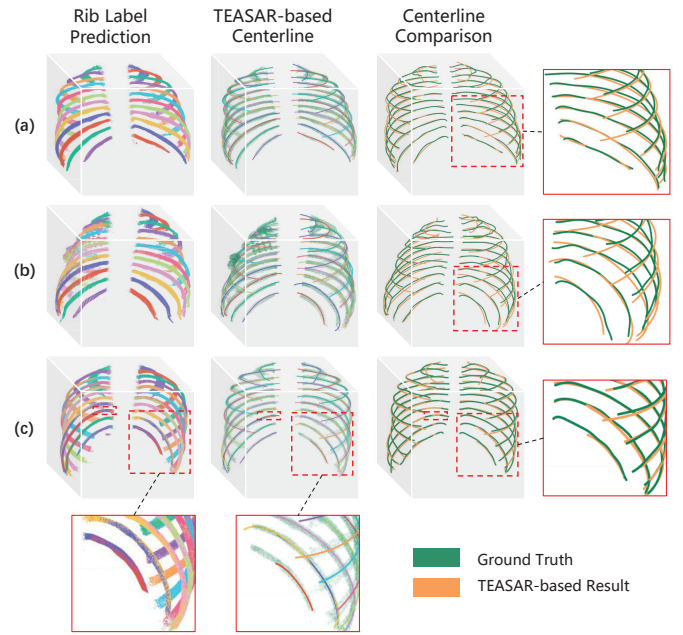 Rib Label
Prediction
TEASAR-based
Centerline
Centerline
Comparison
(a)
(b)
(c)
Ground Truth
TEASAR-based Result